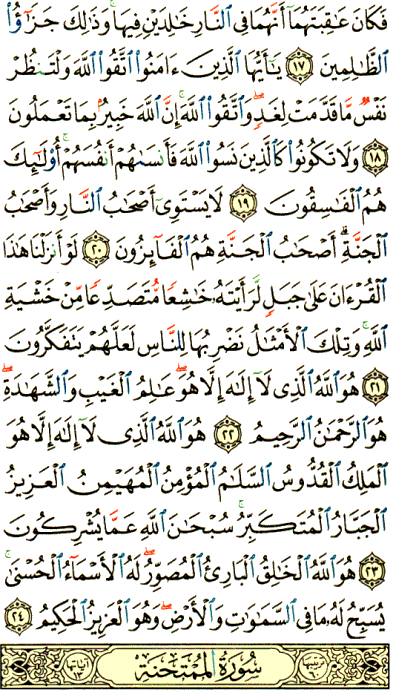 فَكَانَ عَـٰقِبَتَهُمَآ أَنَّهُمَا فِى ٱلنَّارِ خَـٰلِدَيْنِ فِيهَا ۚ وَذَٰلِكَ جَزَٰٓؤُا۟
ٱلظَّـٰلِمِينَ ١٧ يَـٰٓأَيُّهَا ٱلَّذِينَ ءَامَنُوا۟ ٱتَّقُوا۟ ٱللَّهَ وَلْتَنظُرْ
نَفْسٌ مَّا قَدَّمَتْ لِغَدٍ ۖ وَٱتَّقُوا۟ ٱللَّهَ ۚ إِنَّ ٱللَّهَ خَبِيرٌۢ بِمَا تَعْمَلُونَ
١٨ وَلَا تَكُونُوا۟ كَٱلَّذِينَ نَسُوا۟ ٱللَّهَ فَأَنسَىٰهُمْ أَنفُسَهُمْ ۚ أُو۟لَـٰٓئِكَ
هُمُ ٱلْفَـٰسِقُونَ ١٩ لَا يَسْتَوِىٓ أَصْحَـٰبُ ٱلنَّارِ وَأَصْحَـٰبُ
ٱلْجَنَّةِ ۚ أَصْحَـٰبُ ٱلْجَنَّةِ هُمُ ٱلْفَآئِزُونَ ٢٠ لَوْ أَنزَلْنَا هَـٰذَا
ٱلْقُرْءَانَ عَلَىٰ جَبَلٍ لَّرَأَيْتَهُۥ خَـٰشِعًا مُّتَصَدِّعًا مِّنْ خَشْيَةِ
ٱللَّهِ ۚ وَتِلْكَ ٱلْأَمْثَـٰلُ نَضْرِبُهَا لِلنَّاسِ لَعَلَّهُمْ يَتَفَكَّرُونَ
٢١ هُوَ ٱللَّهُ ٱلَّذِى لَآ إِلَـٰهَ إِلَّا هُوَ ۖ عَـٰلِمُ ٱلْغَيْبِ وَٱلشَّهَـٰدَةِ ۖ
هُوَ ٱلرَّحْمَـٰنُ ٱلرَّحِيمُ ٢٢ هُوَ ٱللَّهُ ٱلَّذِى لَآ إِلَـٰهَ إِلَّا هُوَ
ٱلْمَلِكُ ٱلْقُدُّوسُ ٱلسَّلَـٰمُ ٱلْمُؤْمِنُ ٱلْمُهَيْمِنُ ٱلْعَزِيزُ
ٱلْجَبَّارُ ٱلْمُتَكَبِّرُ ۚ سُبْحَـٰنَ ٱللَّهِ عَمَّا يُشْرِكُونَ
٢٣ هُوَ ٱللَّهُ ٱلْخَـٰلِقُ ٱلْبَارِئُ ٱلْمُصَوِّرُ ۖ لَهُ ٱلْأَسْمَآءُ ٱلْحُسْنَىٰ ۚ
يُسَبِّحُ لَهُۥ مَا فِى ٱلسَّمَـٰوَٰتِ وَٱلْأَرْضِ ۖ وَهُوَ ٱلْعَزِيزُ ٱلْحَكِيمُ ٢٤
ترتيبها ٦٠ سُورَةُ ٱلْمُمْتَحَنَةِ آياتها ١٣